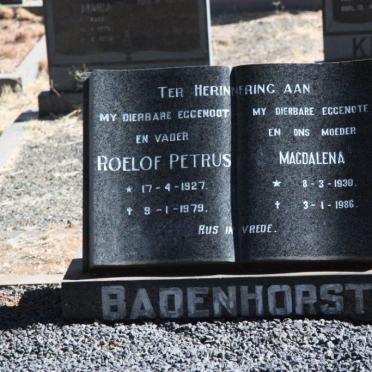 MARIA
TER HERINNERING AAN
MY DIERBARE EGGENOOT
EN VADER
ROELOF PETRUS
* 17-4-1927.
✝ 9-1-1979.
MY DIERBARE EGGENOTE
EN ONS MOEDER
MAGDALENA
* 8-3-1930.
✝ 3-1-1986.
RUS IN VREDE.
BADENHORST